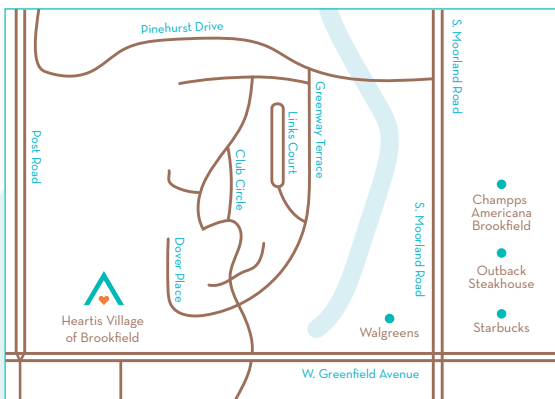 Pinehurst Drive
S. Moorland Road
Post Road
Greenway Terrace
Links Court
Club Circle
Dover Place
S. Moorland Road
Champps
Americana
Brookfield
Outback
Steakhouse
Starbucks
Walgreens
Heartis Village
of Brookfield
W. Greenfield Avenue